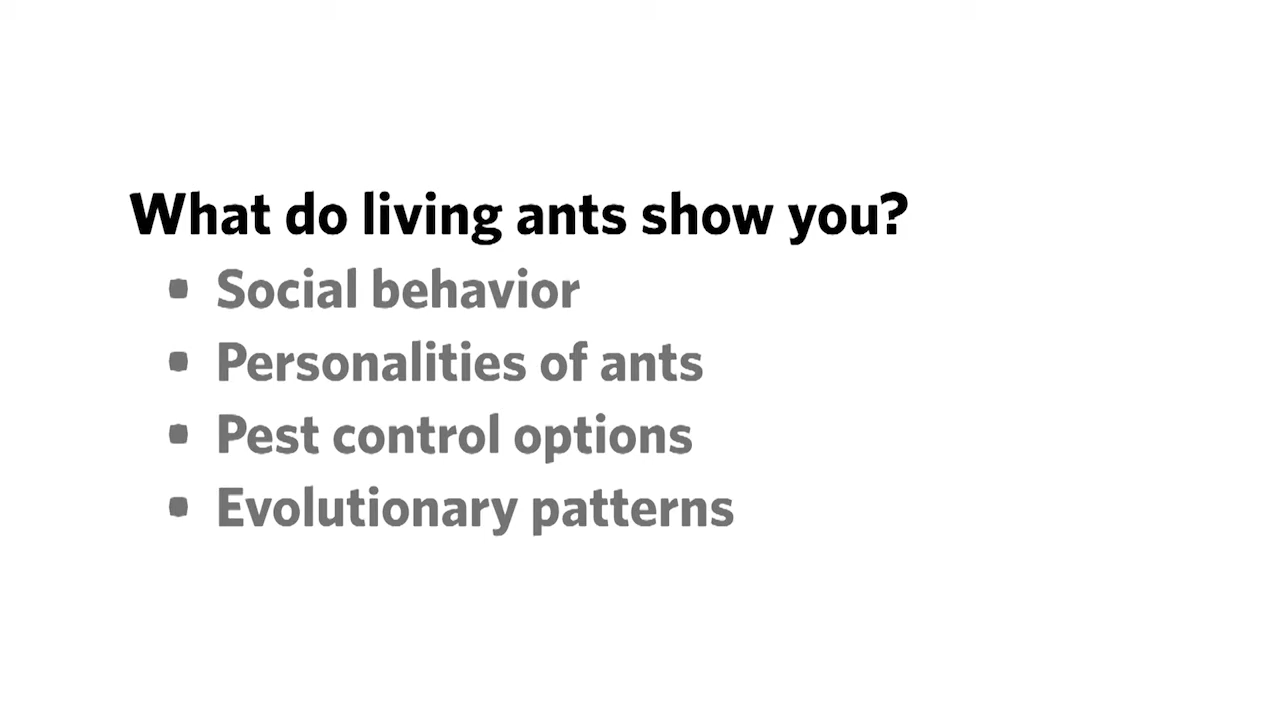 What do living ants show you?
▪ Social behavior
▪ Personalities of ants
▪ Pest control options
▪ Evolutionary patterns